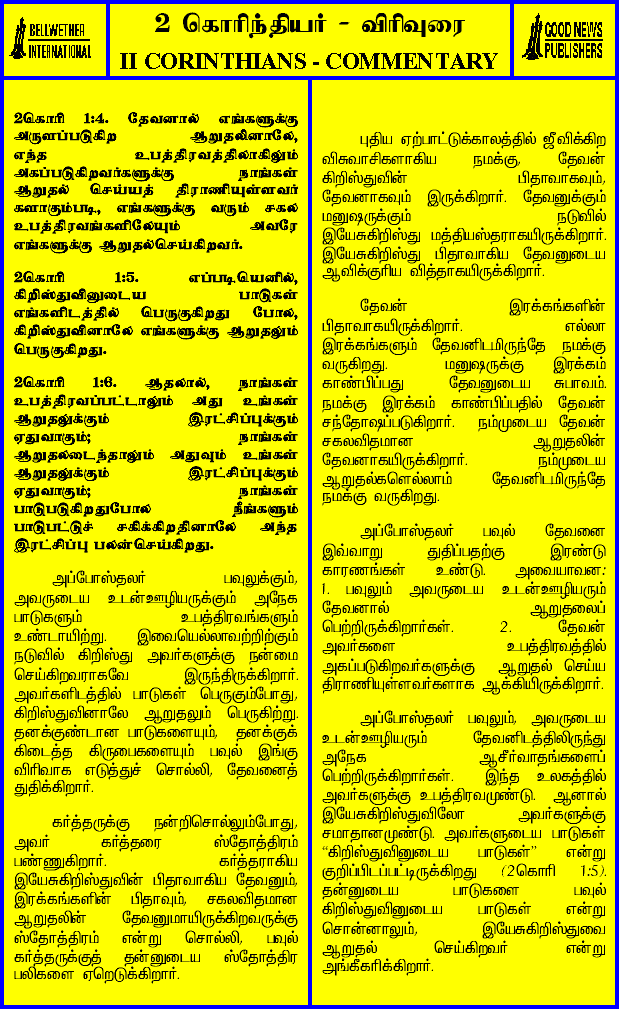 BELLWETHER
INTERNATIONAL
2 கொரிந்தியர் - விரிவுரை
II CORINTHIANS - COMMENTARY
GOOD NEWS
PUBLISHERS
2கொரி 1:4. தேவனால் எங்களுக்கு
அருளப்படுகிற ஆறுதலினாலே,
எந்த உபத்திரவத்திலாகிலும்
அகப்படுகிறவர்களுக்கு நாங்கள்
ஆறுதல் செய்யத் திராணியுள்ளவர்
களாகும்படி, எங்களுக்கு வரும் சகல
உபத்திரவங்களிலேயும் அவரே
எங்களுக்கு ஆறுதல்செய்கிறவர்.
2கொரி 1:5. எப்படியெனில்,
கிறிஸ்துவினுடைய பாடுகள்
எங்களிடத்தில் பெருகுகிறது போல,
கிறிஸ்துவினாலே எங்களுக்கு ஆறுதலும்
பெருகுகிறது.
2கொரி 1:6. ஆதலால், நாங்கள்
உபத்திரவப்பட்டாலும் அது உங்கள்
ஆறுதலுக்கும் இரட்சிப்புக்கும்
ஏதுவாகும்; நாங்கள்
ஆறுதலடைந்தாலும் அதுவும் உங்கள்
ஆறுதலுக்கும் இரட்சிப்புக்கும்
ஏதுவாகும்; நாங்கள்
பாடுபடுகிறதுபோல நீங்களும்
பாடுபட்டுச் சகிக்கிறதினாலே அந்த
இரட்சிப்பு பலன்செய்கிறது.
அப்போஸ்தலர் பவுலுக்கும்,
அவருடைய உடன்ஊழியருக்கும் அநேக
பாடுகளும் உபத்திரவங்களும்
உண்டாயிற்று. இவையெல்லாவற்றிற்கும்
நடுவில் கிறிஸ்து அவர்களுக்கு நன்மை
செய்கிறவராகவே இருந்திருக்கிறார்.
அவர்களிடத்தில் பாடுகள் பெருகும்போது,
கிறிஸ்துவினாலே ஆறுதலும் பெருகிற்று.
தனக்குண்டான பாடுகளையும், தனக்குக்
கிடைத்த கிருபைகளையும் பவுல் இங்கு
விரிவாக எடுத்துச் சொல்லி, தேவனைத்
துதிக்கிறார்.
கர்த்தருக்கு நன்றிசொல்லும்போது,
அவர் கர்த்தரை ஸ்தோத்திரம்
பண்ணுகிறார். கர்த்தராகிய
இயேசுகிறிஸ்துவின் பிதாவாகிய தேவனும்,
இரக்கங்களின் பிதாவும், சகலவிதமான
ஆறுதலின் தேவனுமாயிருக்கிறவருக்கு
ஸ்தோத்திரம் என்று சொல்லி, பவுல்
கர்த்தருக்குத் தன்னுடைய ஸ்தோத்திர
பலிகளை ஏறெடுக்கிறார்.
புதிய ஏற்பாட்டுக்காலத்தில் ஜீவிக்கிற
விசுவாசிகளாகிய நமக்கு, தேவன்
கிறிஸ்துவின் பிதாவாகவும்,
தேவனாகவும் இருக்கிறார். தேவனுக்கும்
மனுஷருக்கும் நடுவில்
இயேசுகிறிஸ்து மத்தியஸ்தராகயிருக்கிறார்.
இயேசுகிறிஸ்து பிதாவாகிய தேவனுடைய
ஆவிக்குரிய வித்தாகயிருக்கிறார்.
தேவன் இரக்கங்களின்
பிதாவாகயிருக்கிறார். எல்லா
இரக்கங்களும் தேவனிடமிருந்தே நமக்கு
வருகிறது. மனுஷருக்கு இரக்கம்
காண்பிப்பது தேவனுடைய சுபாவம்.
நமக்கு இரக்கம் காண்பிப்பதில் தேவன்
சந்தோஷப்படுகிறார். நம்முடைய தேவன்
சகலவிதமான ஆறுதலின்
தேவனாகயிருக்கிறார். நம்முடைய
ஆறுதல்களெல்லாம் தேவனிடமிருந்தே
நமக்கு வருகிறது.
அப்போஸ்தலர் பவுல் தேவனை
இவ்வாறு துதிப்பதற்கு இரண்டு
காரணங்கள் உண்டு. அவையாவன:
1. பவுலும் அவருடைய உடன்ஊழியரும்
தேவனால் ஆறுதலைப்
பெற்றிருக்கிறார்கள். 2. தேவன்
அவர்களை உபத்திரவத்தில்
அகப்படுகிறவர்களுக்கு ஆறுதல் செய்ய
திராணியுள்ளவர்களாக ஆக்கியிருக்கிறார்.
அப்போஸ்தலர் பவுலும், அவருடைய
உடன்ஊழியரும் தேவனிடத்திலிருந்து
அநேக ஆசீர்வாதங்களைப்
பெற்றிருக்கிறார்கள். இந்த உலகத்தில்
அவர்களுக்கு உபத்திரவமுண்டு. ஆனால்
இயேசுகிறிஸ்துவிலோ அவர்களுக்கு
சமாதானமுண்டு. அவர்களுடைய பாடுகள்
“கிறிஸ்துவினுடைய பாடுகள்” என்று
குறிப்பிடப்பட்டிருக்கிறது (2கொரி 1:5).
தன்னுடைய பாடுகளை பவுல்
கிறிஸ்துவினுடைய பாடுகள் என்று
சொன்னாலும், இயேசுகிறிஸ்துவை
ஆறுதல் செய்கிறவர் என்று
அங்கீகரிக்கிறார்.